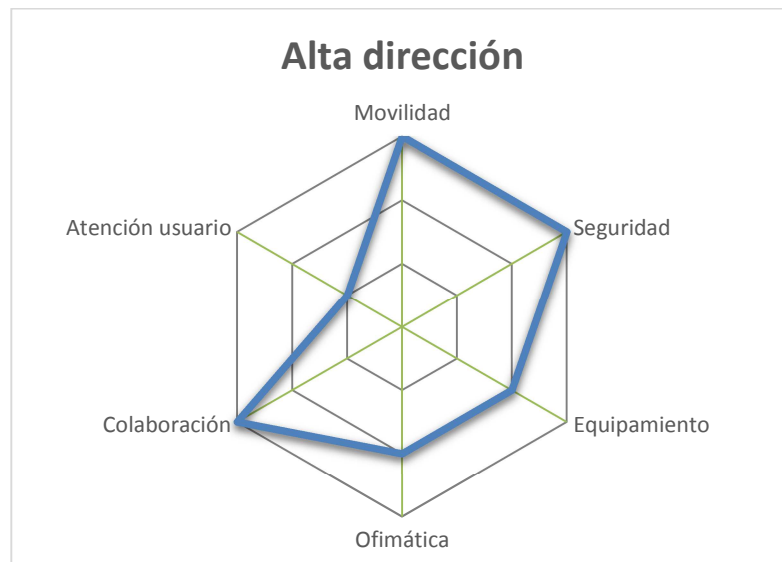 Alta dirección
Movilidad
Atención usuario
Seguridad
Colaboración
Equipamiento
Ofimática